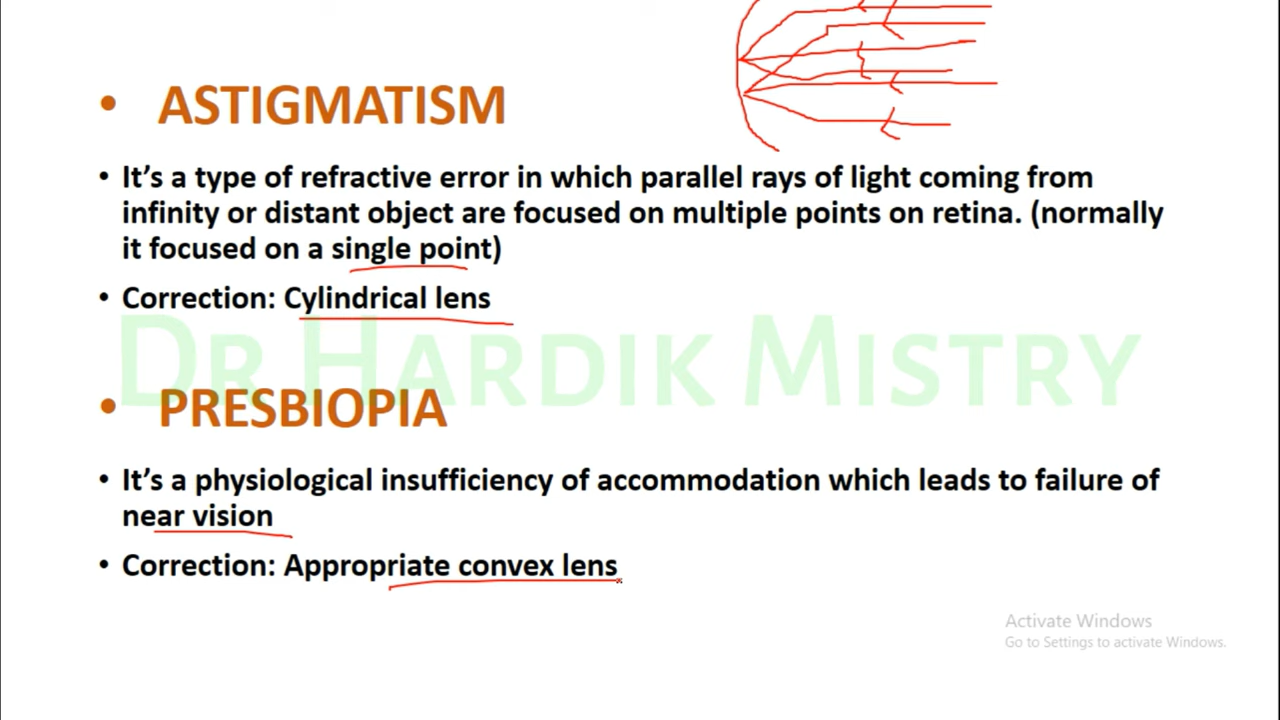 • ASTIGMATISM
• It's a type of refractive error in which parallel rays of light coming from
infinity or distant object are focused on multiple points on retina. (normally
it focused on a single point)
• Correction: Cylindrical lens
DR HARDIK MISTRY
• PRESBIOPIA
• It's a physiological insufficiency of accommodation which leads to failure of
near vision
• Correction: Appropriate convex lens
Activate Windows
Go to Settings to activate Windows.